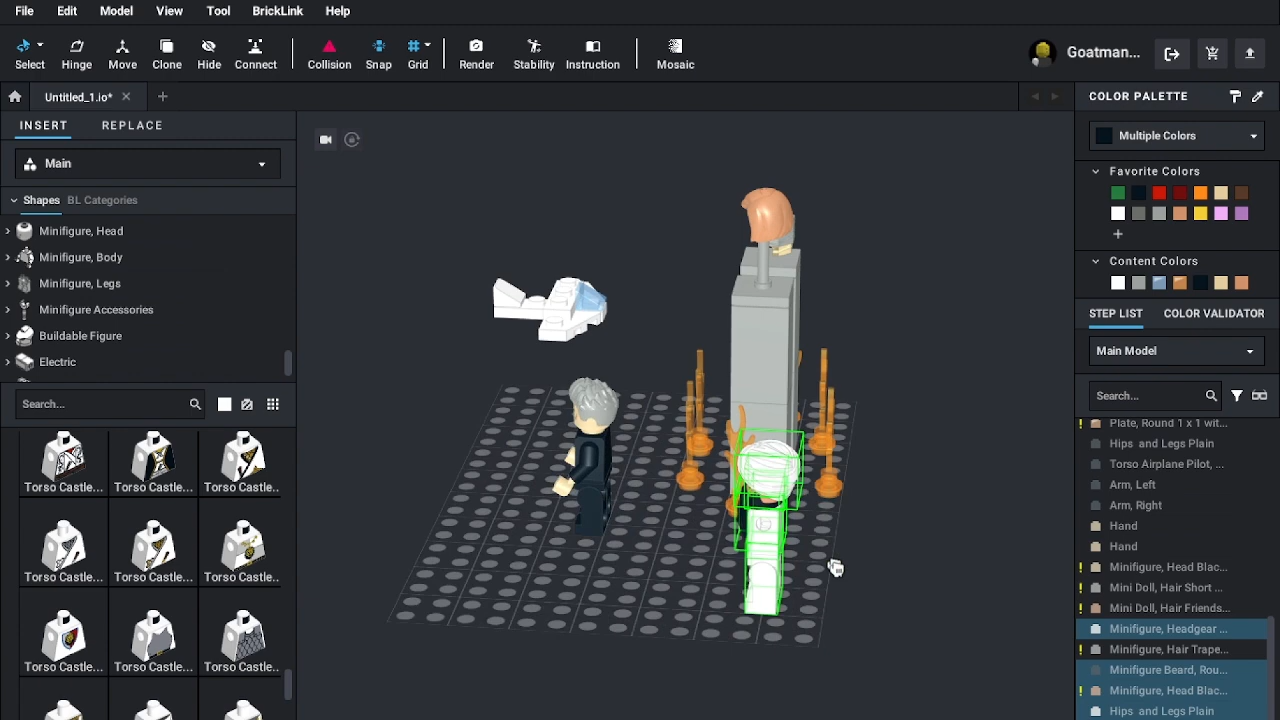 File Edit Model View Tool BrickLink Help
Select Hinge Move Clone Hide Connect Collision Snap Grid Render Stability Instruction Mosaic Goatman...
Untitled_1.io*
INSERT REPLACE
Main
Shapes BL Categories
Minifigure, Head
Minifigure, Body
Minifigure, Legs
Minifigure Accessories
Buildable Figure
Electric
Search...
Torso Castle... Torso Castle... Torso Castle..
Torso Castle... Torso Castle... Torso Castle..
Torso Castle... Torso Castle... Torso Castle..
COLOR PALETTE
Multiple Colors
Favorite Colors
Content Colors
STEP LIST COLOR VALIDATOR
Main Model
Search...
Plate, Round 1 x 1 wit...
Hips and Legs Plain
Torso Airplane Pilot, ...
Arm, Left
Arm, Right
Hand
Hand
Minifigure, Head Blac...
Mini Doll, Hair Short ...
Mini Doll, Hair Friends...
Minifigure, Headgear ...
Minifigure, Hair Trape...
Minifigure Beard, Rou...
Minifigure, Head Blac...
Hips and Legs Plain